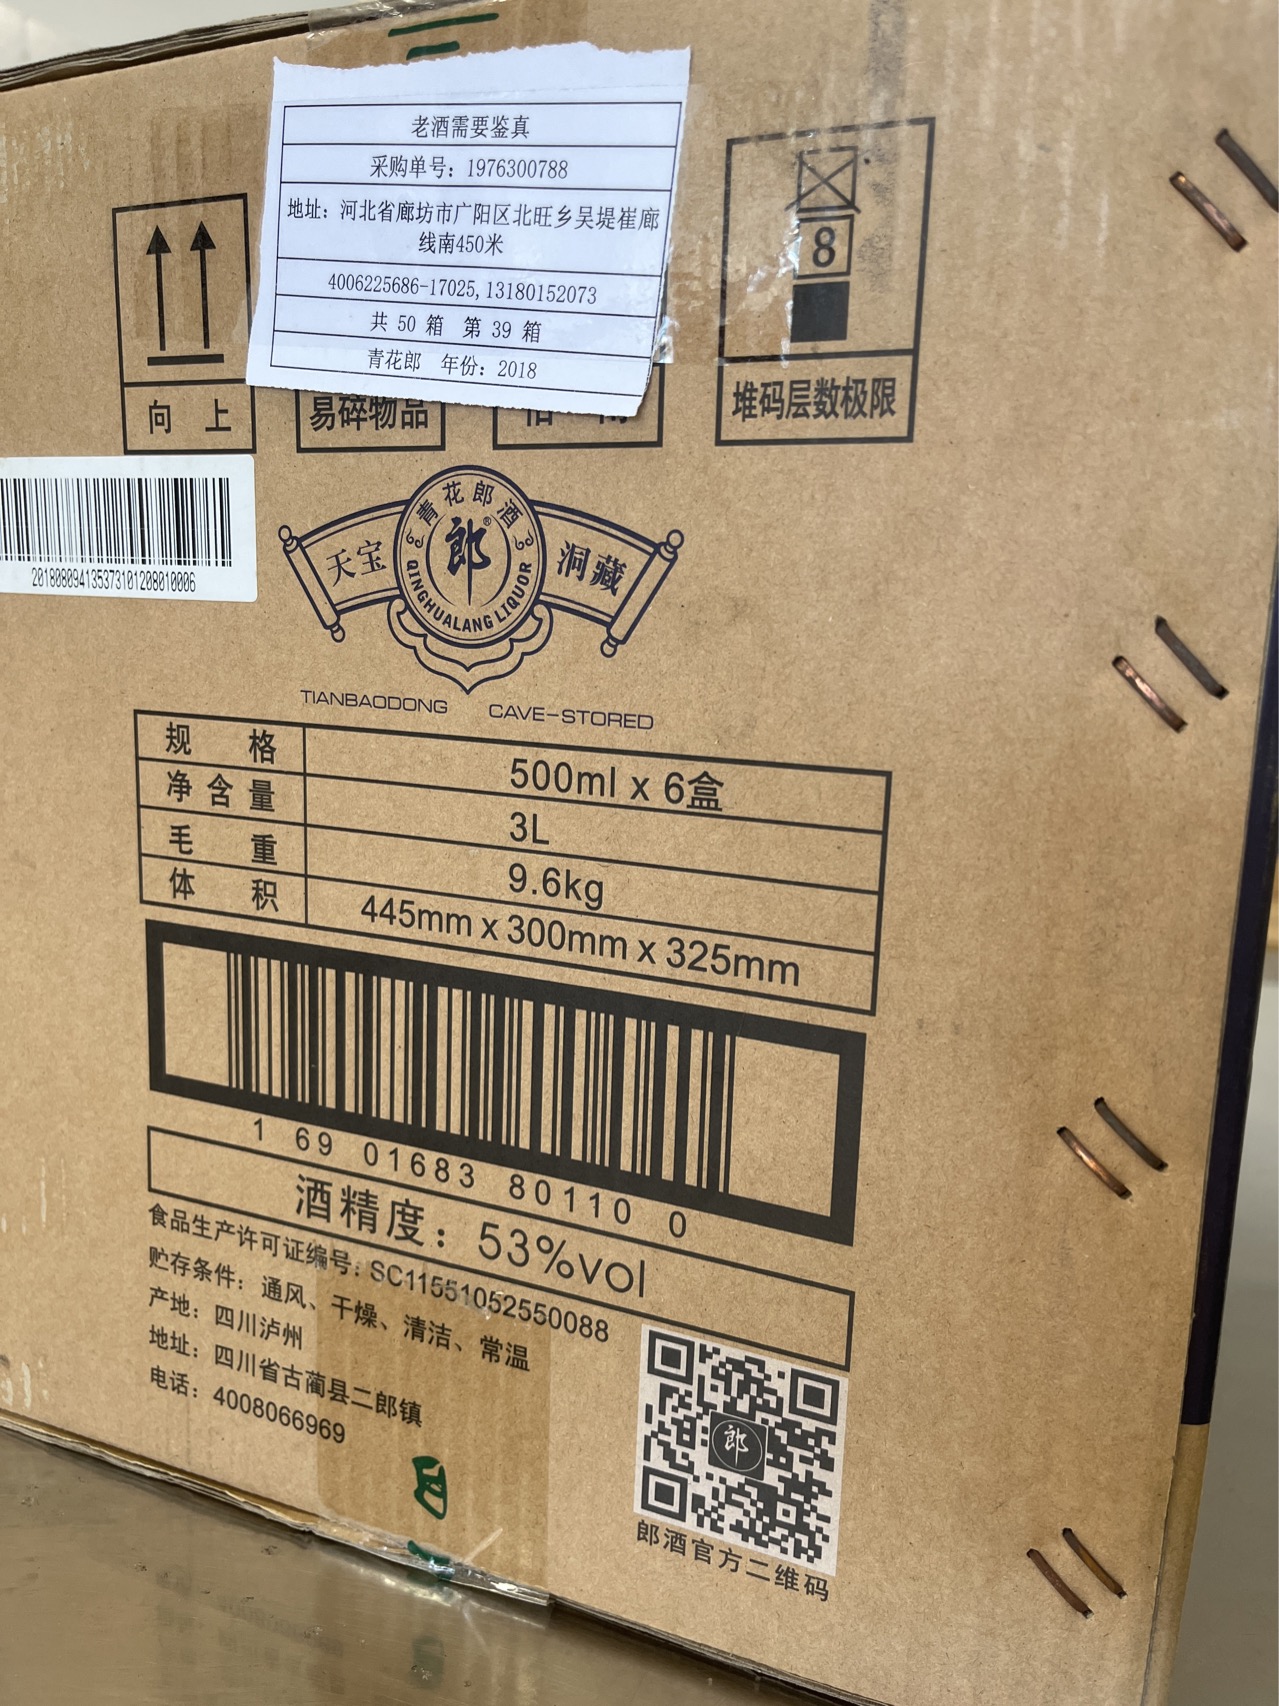 老酒需要鉴真
采购单号：1976300788
地址：河北省廊坊市广阳区北旺乡吴堤崔廊
线南450米
4006225686-17025,13180152073
共 50 箱 第 39 箱
青花郎 年份：2018
8
向 上
易碎物品
堆码层数极限
20180809413537310120801​0006
青花郎酒
天宝
郎®
洞藏
QINGHUALANG LIQUOR
TIANBAODONG CAVE-STORED
规 格 500ml x 6盒
净含量 3L
毛 重 9.6kg
体 积 445mm x 300mm x 325mm
1 69 01683 80110 0
酒精度：53%vol
食品生产许可证编号：SC11551052550088
贮存条件：通风、干燥、清洁、常温
产地：四川泸州
地址：四川省古蔺县二郎镇
电话：4008066969
郎
郎酒官方二维码